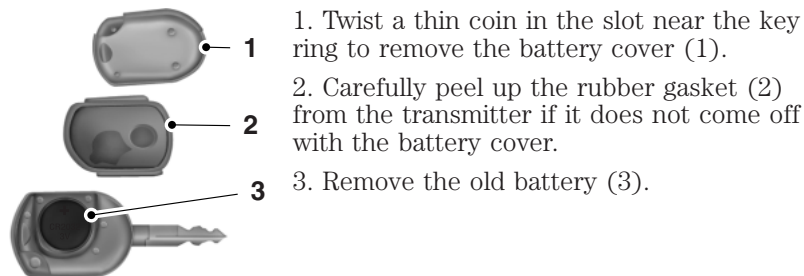 1. Twist a thin coin in the slot near the key
ring to remove the battery cover (1).
2. Carefully peel up the rubber gasket (2)
from the transmitter if it does not come off
with the battery cover.
3. Remove the old battery (3).
1
2
3